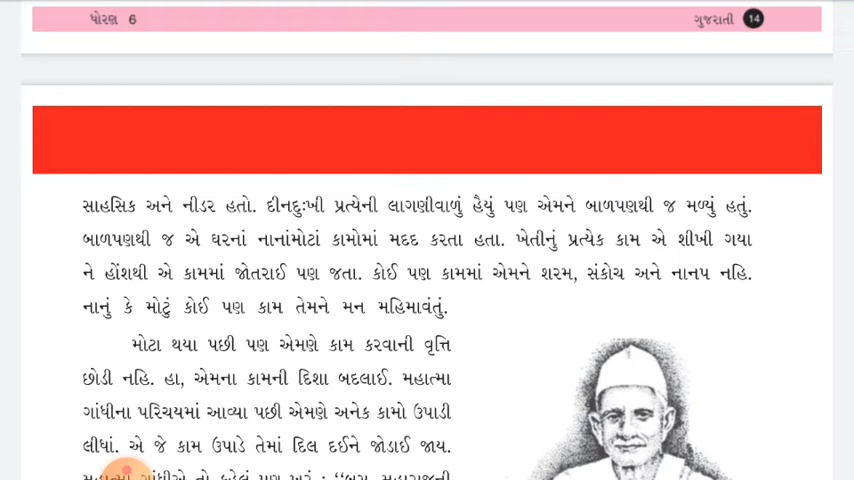 ધોરણ 6
ગુજરાતી 14
સાહસિક અને નીડર હતો. દીનદુઃખી પ્રત્યેની લાગણીવાળું હૈયું પણ એમને બાળપણથી જ મળ્યું હતું.
બાળપણથી જ એ ઘરનાં નાનાંમોટાં કામોમાં મદદ કરતા હતા. ખેતીનું પ્રત્યેક કામ એ શીખી ગયા
ને હોંશથી એ કામમાં જોતરાઈ પણ જતા. કોઈ પણ કામમાં એમને શરમ, સંકોચ અને નાનપ નહિ.
નાનું કે મોટું કોઈ પણ કામ તેમને મન મહિમાવંતું.
મોટા થયા પછી પણ એમણે કામ કરવાની વૃત્તિ
છોડી નહિ. હા, એમના કામની દિશા બદલાઈ. મહાત્મા
ગાંધીના પરિચયમાં આવ્યા પછી એમણે અનેક કામો ઉપાડી
લીધાં. એ જે કામ ઉપાડે તેમાં દિલ દઈને જોડાઈ જાય.